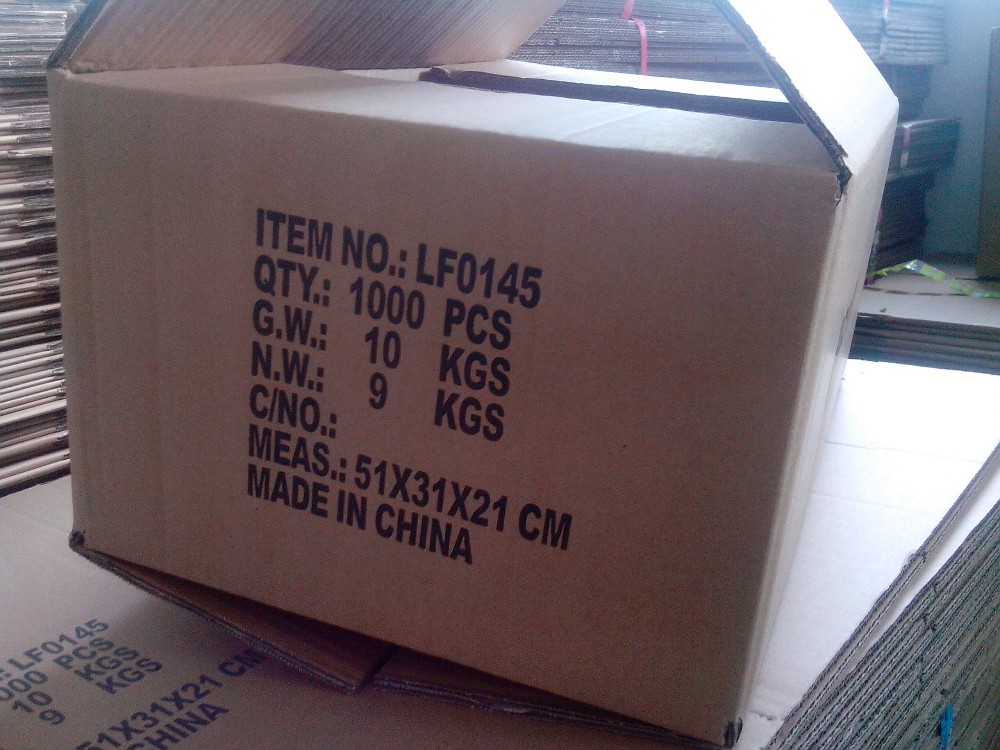 ITEM NO.: LF0145
QTY.: 1000 PCS
G.W.: 10 KGS
N.W.: 9 KGS
C/NO.:
MEAS.: 51X31X21 CM
MADE IN CHINA
: LF0145
000 PCS
10 KGS
9 KGS
51X31X21 CM
CHINA